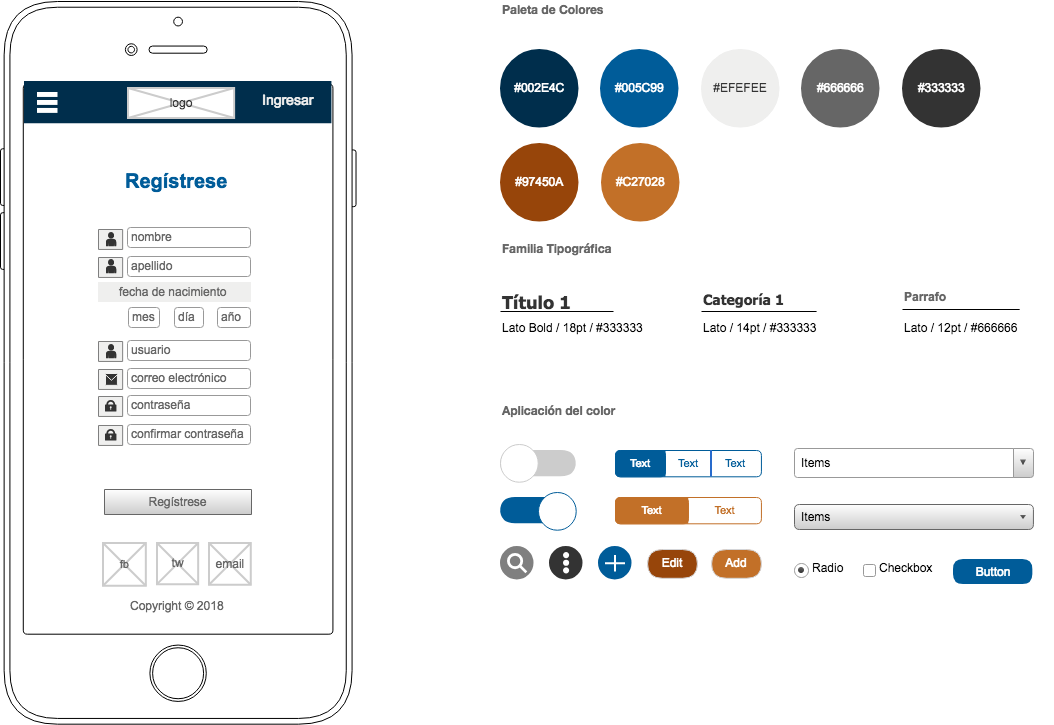 logo
Ingresar
Regístrese
nombre
apellido
fecha de nacimiento
mes día año
usuario
correo electrónico
contraseña
confirmar contraseña
Regístrese
fb tw email
Copyright © 2018
Paleta de Colores
#002E4C #005C99 #EFEFEE #666666 #333333
#97450A #C27028
Familia Tipográfica
Título 1
Lato Bold / 18pt / #333333
Categoría 1
Lato / 14pt / #333333
Parrafo
Lato / 12pt / #666666
Aplicación del color
Text Text Text
Items
Text Text
Items
Edit Add
Radio Checkbox Button